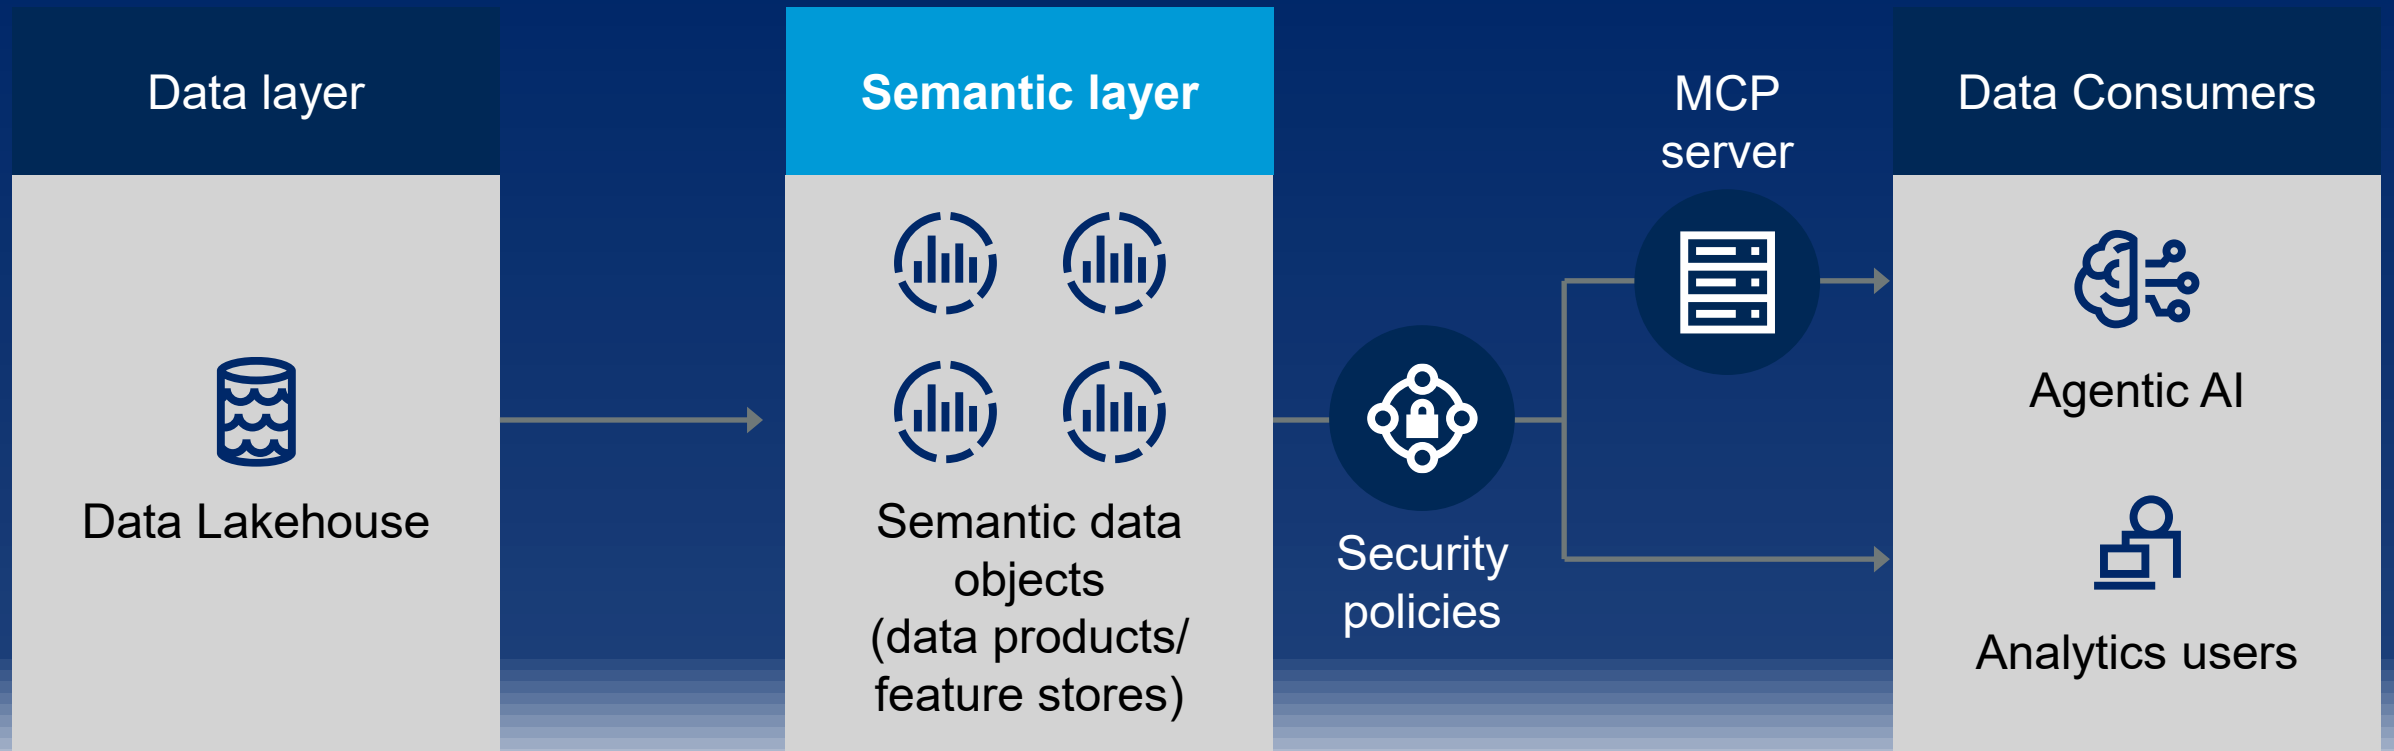 Data layer
Data Lakehouse
Semantic layer
Semantic data
objects
(data products/
feature stores)
Security
policies
MCP
server
Data Consumers
Agentic AI
Analytics users